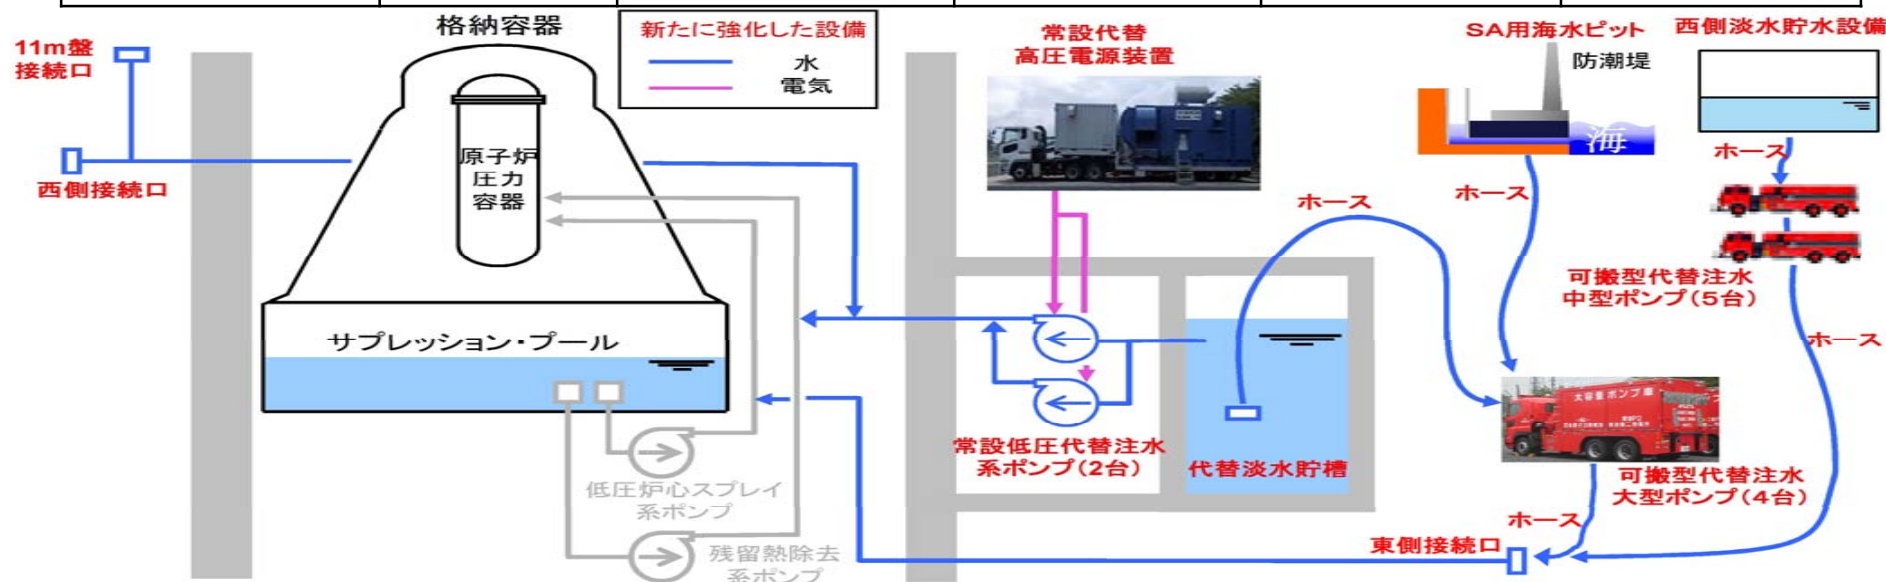 格納容器
11m盤
接続口
西側接続口
原子炉
圧力
容器
サプレッション・プール
低圧炉心スプレイ
系ポンプ
残留熱除去
系ポンプ
新たに強化した設備
水
電気
常設代替
高圧電源装置
常設低圧代替注水
系ポンプ(2台)
代替淡水貯槽
ホース
SA用海水ピット
防潮堤
海
ホース
西側淡水貯水設備
ホース
可搬型代替注水
中型ポンプ(5台)
ホース
大容量ポンプ車
可搬型代替注水
大型ポンプ(4台)
ホース
東側接続口